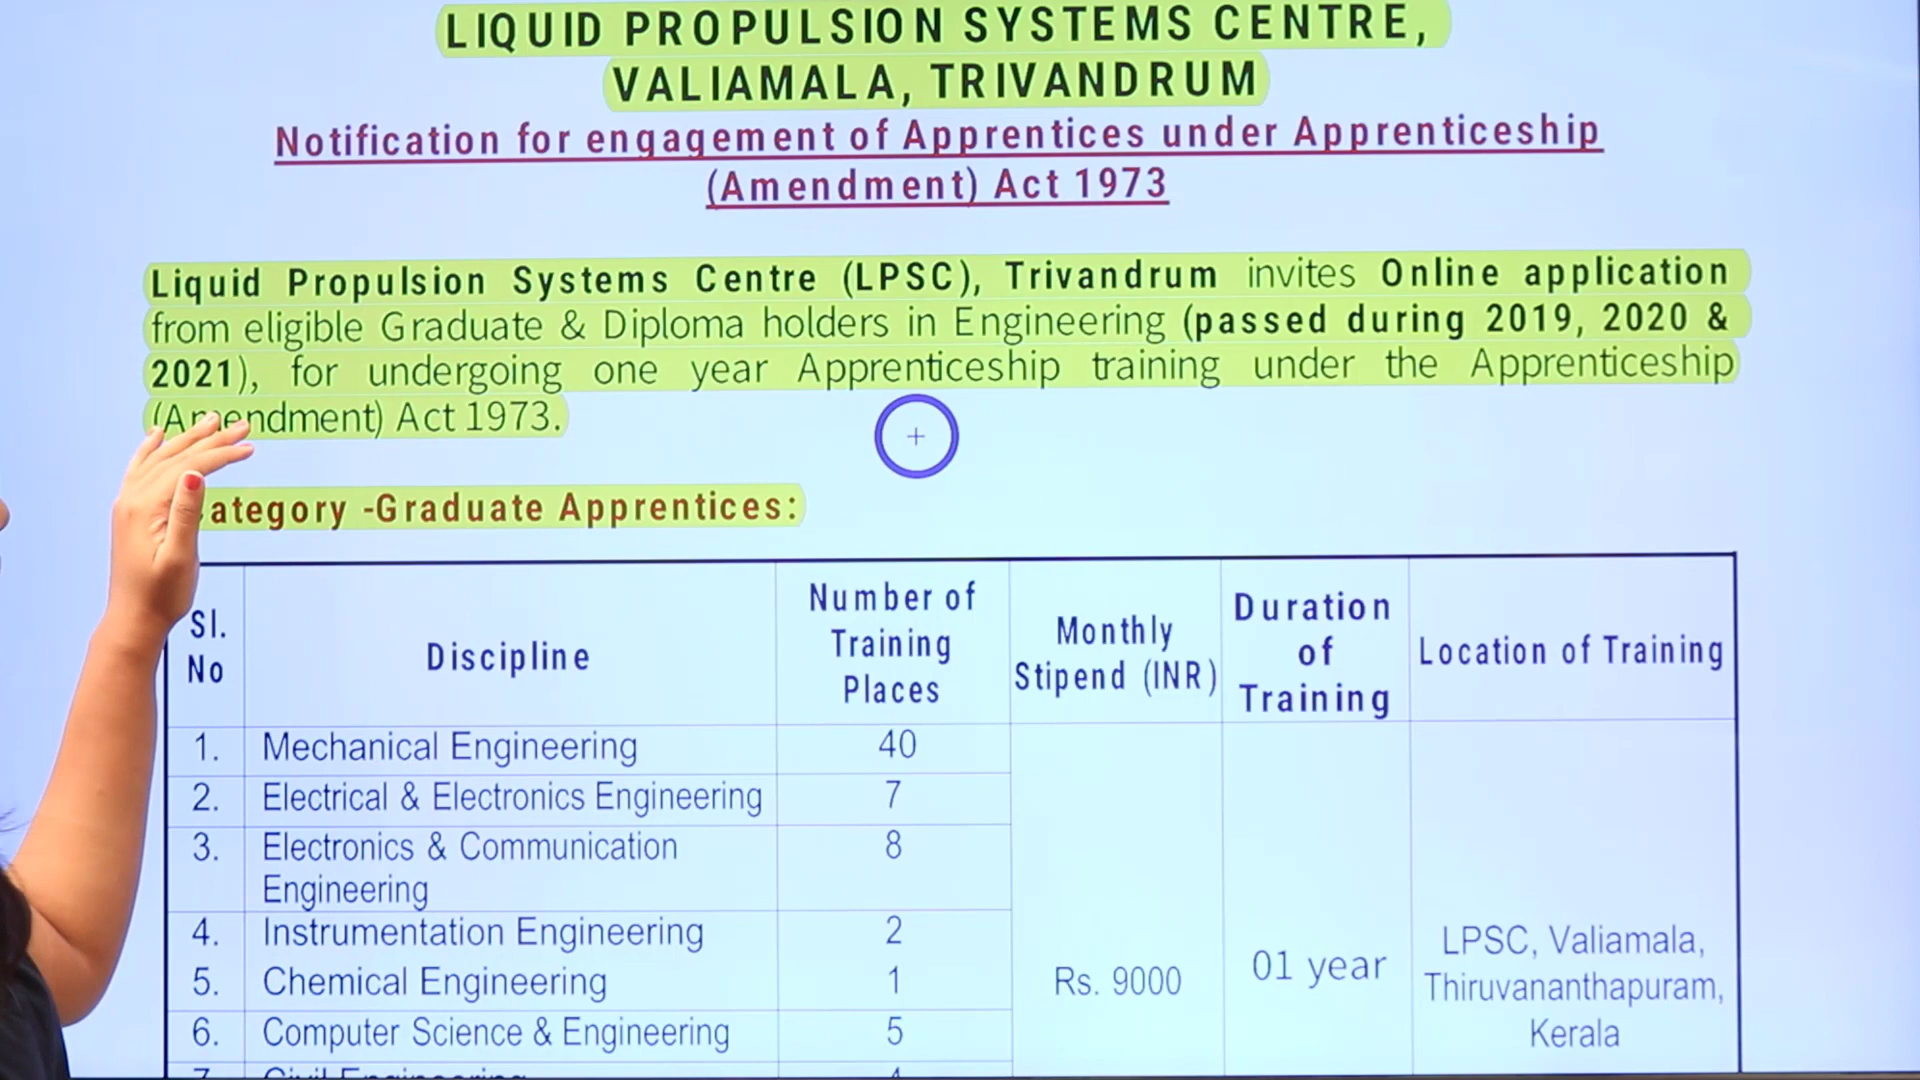 LIQUID PROPULSION SYSTEMS CENTRE,
VALIAMALA, TRIVANDRUM
Notification for engagement of Apprentices under Apprenticeship
(Amendment) Act 1973
Liquid Propulsion Systems Centre (LPSC), Trivandrum invites Online application
from eligible Graduate & Diploma holders in Engineering (passed during 2019, 2020 &
2021), for undergoing one year Apprenticeship training under the Apprenticeship
(Amendment) Act 1973.
ategory -Graduate Apprentices:
Sl. No
Discipline
Number of Training Places
Monthly Stipend (INR)
Duration of Training
Location of Training
1. Mechanical Engineering 40
2. Electrical & Electronics Engineering 7
3. Electronics & Communication 8
Engineering
4. Instrumentation Engineering 2
5. Chemical Engineering 1
6. Computer Science & Engineering 5
7. Civil Engineering 4
Rs. 9000
01 year
LPSC, Valiamala,
Thiruvananthapuram,
Kerala